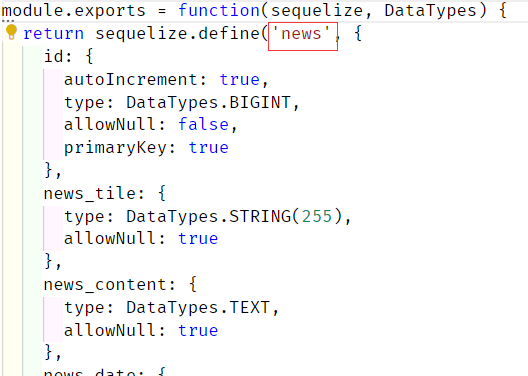 module.exports = function(sequelize, DataTypes) {
return sequelize.define('news', {
id: {
autoIncrement: true,
type: DataTypes.BIGINT,
allowNull: false,
primaryKey: true
},
news_tile: {
type: DataTypes.STRING(255),
allowNull: true
},
news_content: {
type: DataTypes.TEXT,
allowNull: true
},
news_date: {